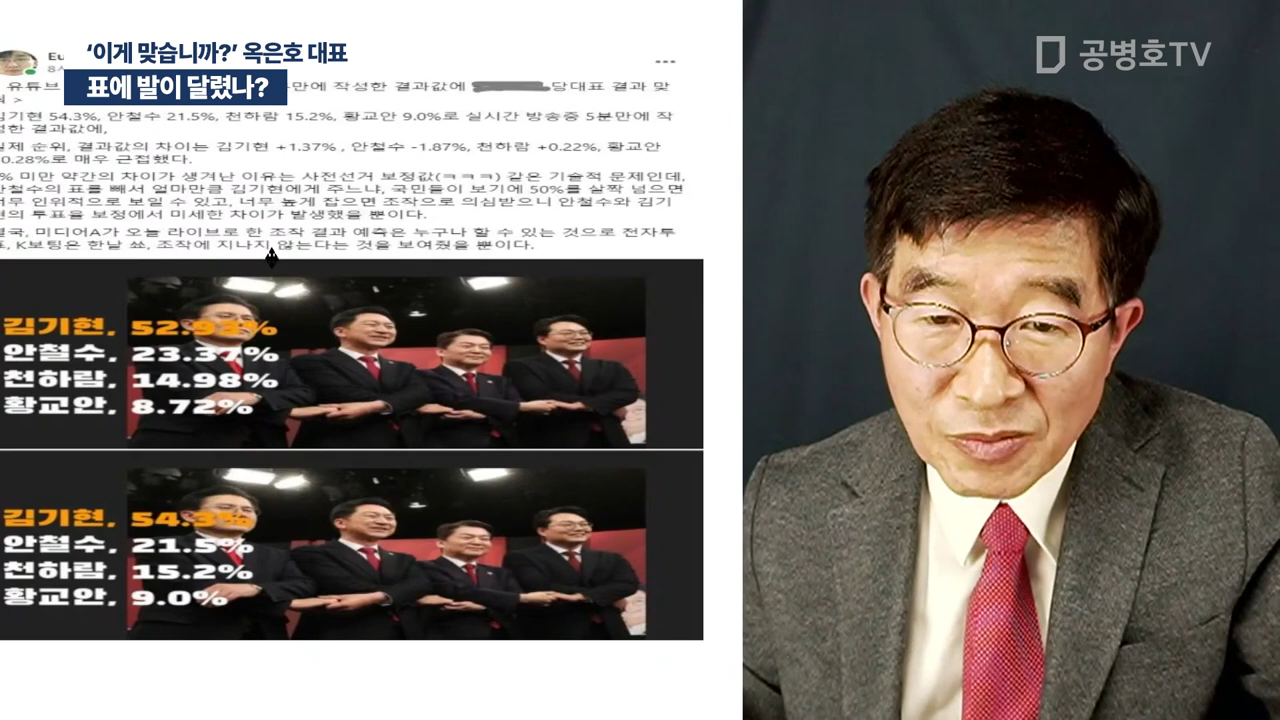 ‘이게 맞습니까?’ 옥은호 대표
표에 발이 달렸나?
공병호TV
Eu
유튜브
만에 작성한 결과값에
당대표 결과 맞
김기현 54.3%, 안철수 21.5%, 천하람 15.2%, 황교안 9.0%로 실시간 방송중 5분만에 작
성한 결과값에,
실제 순위, 결과값의 차이는 김기현 +1.37% , 안철수 -1.87%, 천하람 +0.22%, 황교안
0.28%로 매우 근접했다.
% 미만 약간의 차이가 생겨난 이유는 사전선거 보정값(ㅋㅋㅋ) 같은 기술적 문제인데,
안철수의 표를 빼서 얼마만큼 김기현에게 주느냐, 국민들이 보기에 50%를 살짝 넘으면
너무 인위적으로 보일 수 있고, 너무 높게 잡으면 조작으로 의심받으니 안철수와 김기
현의 투표율 보정에서 미세한 차이가 발생했을 뿐이다.
결국, 미디어A가 오늘 라이브로 한 조작 결과 예측은 누구나 할 수 있는 것으로 전자투
표, K보팅은 한낱 쑈, 조작에 지나지 않는다는 것을 보여줬을 뿐이다.
김기현, 52.93%
안철수, 23.37%
천하람, 14.98%
황교안, 8.72%
김기현, 54.3%
안철수, 21.5%
천하람, 15.2%
황교안, 9.0%